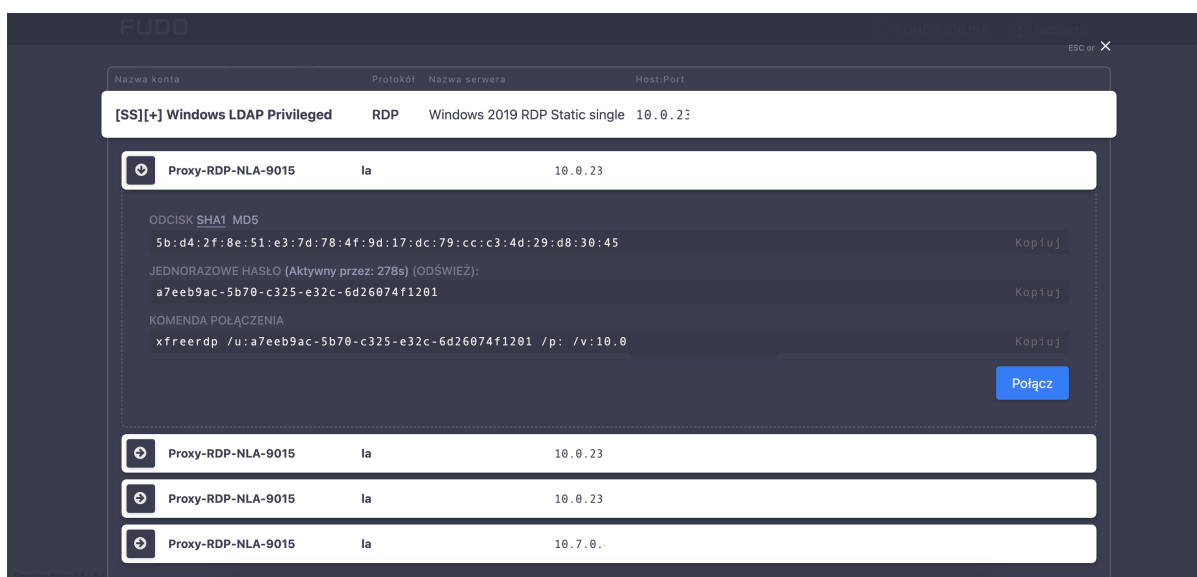 FUDO
ESC or ✕
Nazwa konta Protokół Nazwa serwera Host:Port
[SS][+] Windows LDAP Privileged RDP Windows 2019 RDP Static single 10.0.23
Proxy-RDP-NLA-9015 la 10.0.23
ODCISK SHA1 MD5
5b:d4:2f:8e:51:e3:7d:78:4f:9d:17:dc:79:cc:c3:4d:29:d8:30:45 Kopiuj
JEDNORAZOWE HASŁO (Aktywny przez: 278s) (ODŚWIEŻ):
a7eeb9ac-5b70-c325-e32c-6d26074f1201 Kopiuj
KOMENDA POŁĄCZENIA
xfreerdp /u:a7eeb9ac-5b70-c325-e32c-6d26074f1201 /p: /v:10.0 Kopiuj
Połącz
Proxy-RDP-NLA-9015 la 10.0.23
Proxy-RDP-NLA-9015 la 10.0.23
Proxy-RDP-NLA-9015 la 10.7.0.